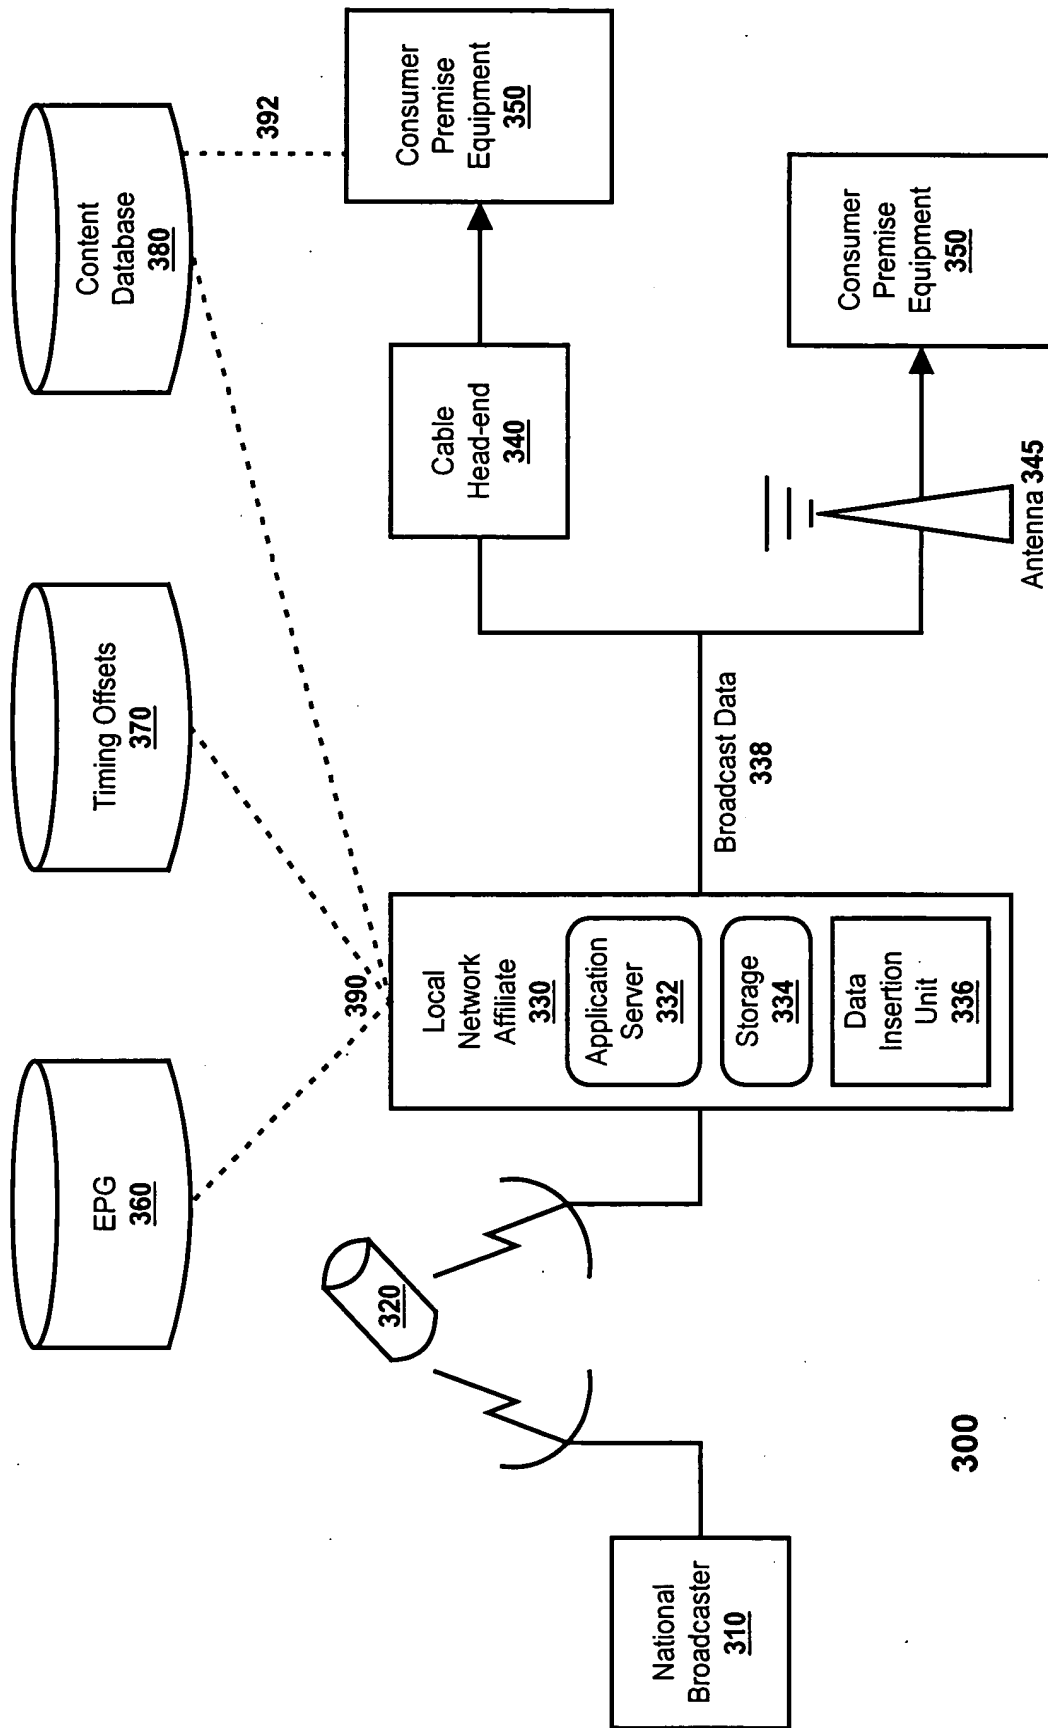 EPG
360
Timing Offsets
370
Content
Database
380
390
392
320
National
Broadcaster
310
Local
Network
Affiliate
330
Application
Server
332
Storage
334
Data
Insertion
Unit
336
Broadcast Data
338
Cable
Head-end
340
Consumer
Premise
Equipment
350
Antenna 345
Consumer
Premise
Equipment
350
300